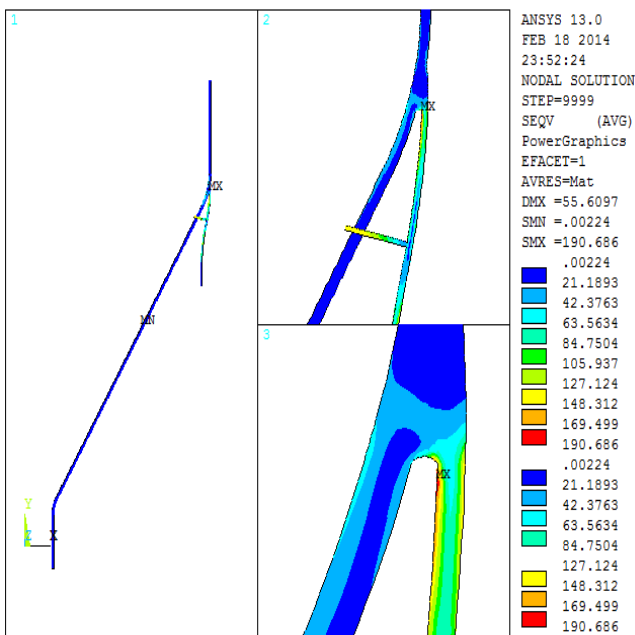 1
MX
MN
Y
Z X
2
MX
3
MX
ANSYS 13.0
FEB 18 2014
23:52:24
NODAL SOLUTION
STEP=9999
SEQV (AVG)
PowerGraphics
EFACET=1
AVRES=Mat
DMX =55.6097
SMN =.00224
SMX =190.686
.00224
21.1893
42.3763
63.5634
84.7504
105.937
127.124
148.312
169.499
190.686
.00224
21.1893
42.3763
63.5634
84.7504
127.124
148.312
169.499
190.686